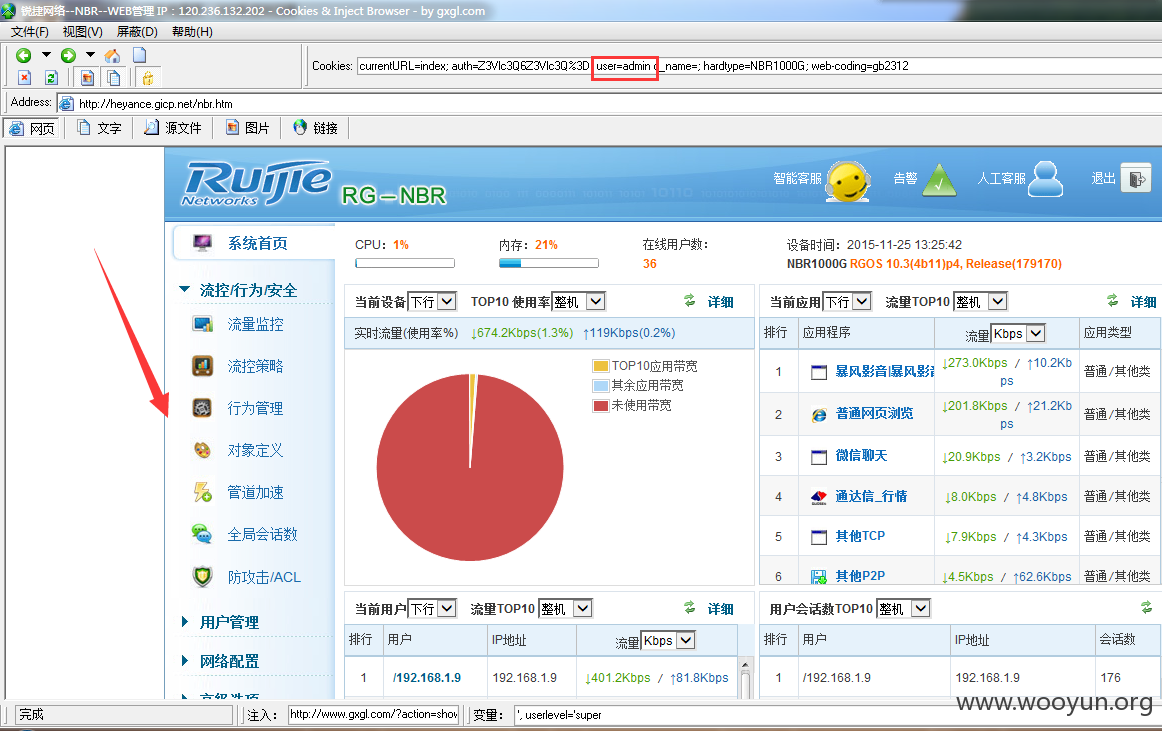 锐捷网络--NBR--WEB管理 IP : 120.236.132.202 - Cookies & Inject Browser - by gxgl.com
文件(F) 视图(V) 屏蔽(D) 帮助(H)
Cookies: currentURL=index; auth=Z3Vlc3Q6Z3Vlc3Q%3D user=admin c_name=; hardtype=NBR1000G; web-coding=gb2312
Address: http://heyance.gicp.net/nbr.htm
网页 文字 源文件 图片 链接
Ruijie Networks RG-NBR 智能客服 告警 人工客服 退出
系统首页
流控/行为/安全
流量监控
流控策略
行为管理
对象定义
管道加速
全局会话数
防攻击/ACL
用户管理
网络配置
高级选项
CPU: 1% 内存: 21% 在线用户数: 36
设备时间: 2015-11-25 13:25:42
NBR1000G RGOS 10.3(4b11)p4, Release(179170)
当前设备 下行 TOP10 使用率 整机 详细
实时流量(使用率%) ↓674.2Kbps(1.3%) ↑119Kbps(0.2%)
TOP10应用带宽
其余应用带宽
未使用带宽
当前应用 下行 流量TOP10 整机 详细
排行 应用程序 流量 Kbps 应用类型
1 暴风影音|暴风影音 ↓273.0Kbps / ↑10.2Kbps 普通/其他类
2 普通网页浏览 ↓201.8Kbps / ↑21.2Kbps 普通/其他类
3 微信聊天 ↓20.9Kbps / ↑3.2Kbps 普通/其他类
4 通达信_行情 ↓8.0Kbps / ↑4.8Kbps 普通/其他类
5 其他TCP ↓7.9Kbps / ↑4.3Kbps 普通/其他类
6 其他P2P ↓4.5Kbps / ↑62.6Kbps 普通/其他类
当前用户 下行 流量TOP10 整机 详细
排行 用户 IP地址 流量 Kbps
1 /192.168.1.9 192.168.1.9 ↓401.2Kbps / ↑81.8Kbps
用户会话数TOP10 整机
排行 用户 IP地址 会话数
1 /192.168.1.9 192.168.1.9 176
www.wooyun.org
完成 注入: http://www.gxgl.com/?action=show 变量: ', userlevel='super